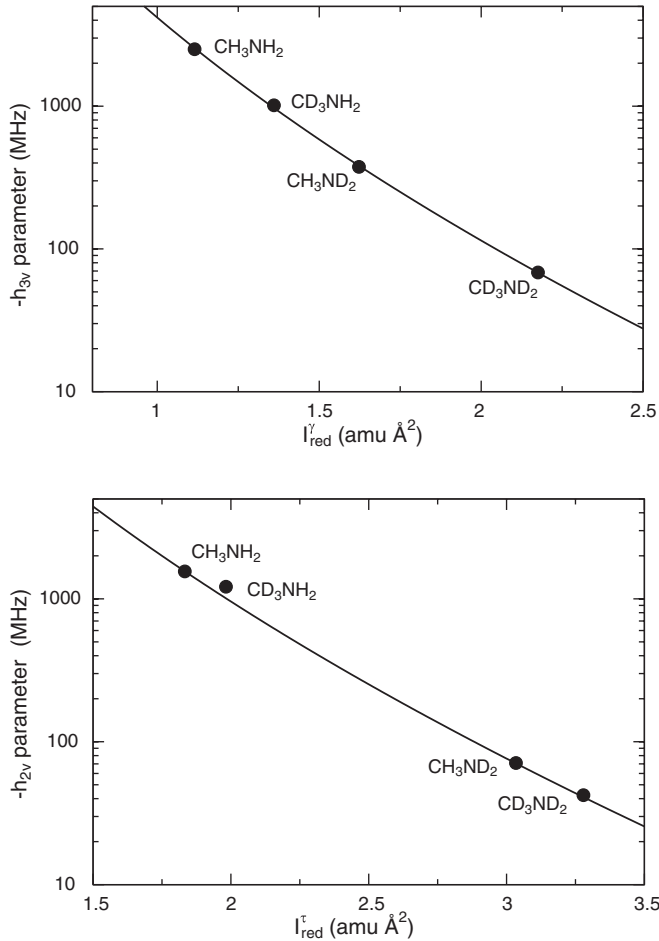 CH₃NH₂
1000
CD₃NH₂
CH₃ND₂
100
CD₃ND₂
10
1 1.5 2 2.5
-h₃ᵥ parameter (MHz)
Iᵞred (amu Å²)
CH₃NH₂
1000
CD₃NH₂
100
CH₃ND₂
CD₃ND₂
10
1.5 2 2.5 3 3.5
-h₂ᵥ parameter (MHz)
I^τred (amu Å²)